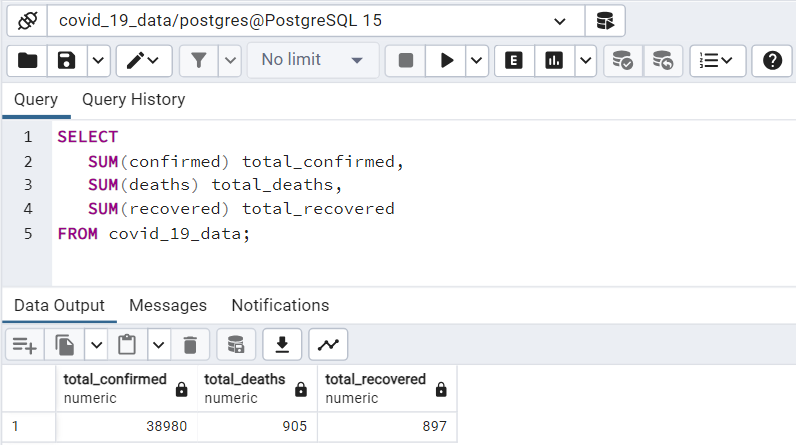 covid_19_data/postgres@PostgreSQL 15
No limit
E
Query Query History
1 SELECT
2 SUM(confirmed) total_confirmed,
3 SUM(deaths) total_deaths,
4 SUM(recovered) total_recovered
5 FROM covid_19_data;
Data Output Messages Notifications
total_confirmed total_deaths total_recovered
numeric numeric numeric
1 38980 905 897